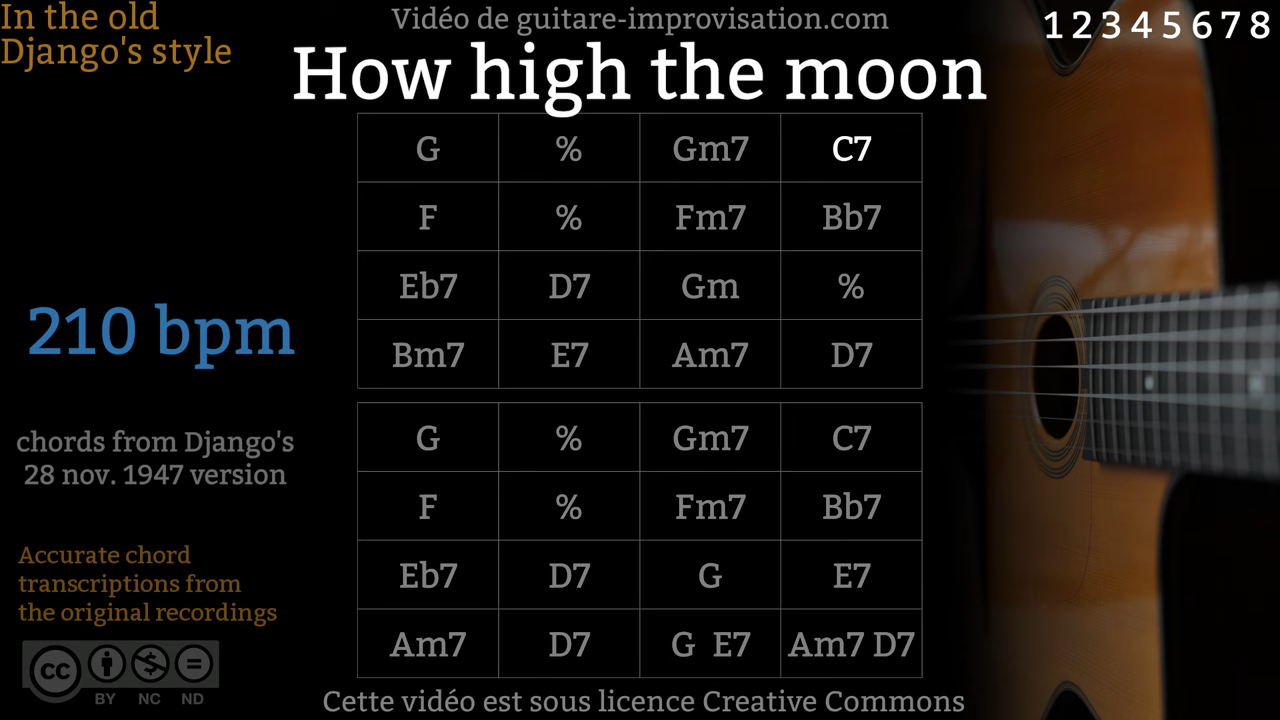 In the old
Django's style
Vidéo de guitare-improvisation.com
1 2 3 4 5 6 7 8
How high the moon
G % Gm7 C7
F % Fm7 Bb7
Eb7 D7 Gm %
Bm7 E7 Am7 D7
G % Gm7 C7
F % Fm7 Bb7
Eb7 D7 G E7
Am7 D7 G E7 Am7 D7
210 bpm
chords from Django's
28 nov. 1947 version
Accurate chord
transcriptions from
the original recordings
cc
BY NC ND
Cette vidéo est sous licence Creative Commons